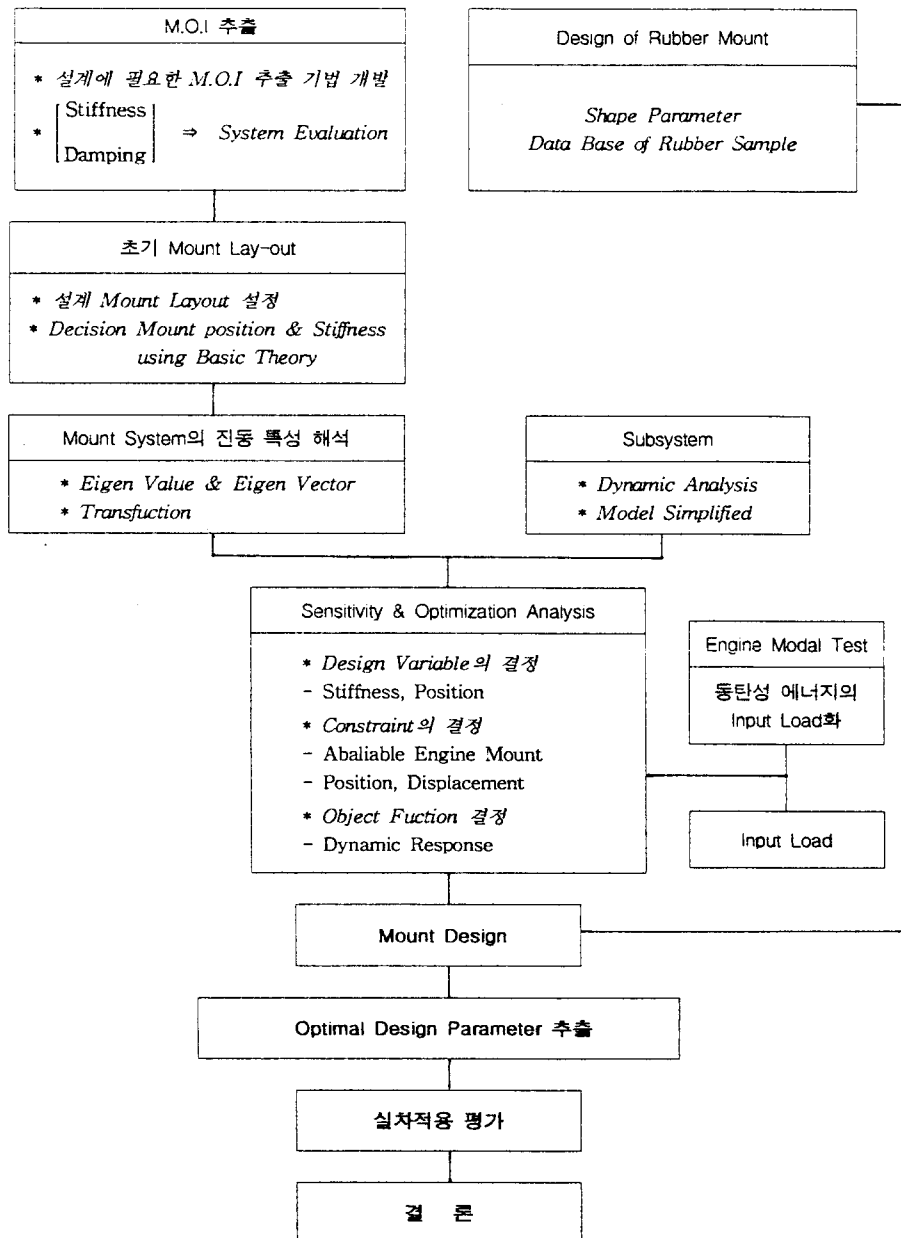 M.O.I 추출
* 설계에 필요한 M.O.I 추출 기법 개발
* [Stiffness
Damping] ⇒ System Evaluation
Design of Rubber Mount
Shape Parameter
Data Base of Rubber Sample
초기 Mount Lay-out
* 설계 Mount Layout 설정
* Decision Mount position & Stiffness
using Basic Theory
Mount System의 진동 특성 해석
* Eigen Value & Eigen Vector
* Transfuction
Subsystem
* Dynamic Analysis
* Model Simplified
Sensitivity & Optimization Analysis
* Design Variable의 결정
- Stiffness, Position
* Constraint의 결정
- Abaliable Engine Mount
- Position, Displacement
* Object Fuction 결정
- Dynamic Response
Engine Modal Test
동탄성 에너지의
Input Load화
Input Load
Mount Design
Optimal Design Parameter 추출
실차적용 평가
결 론